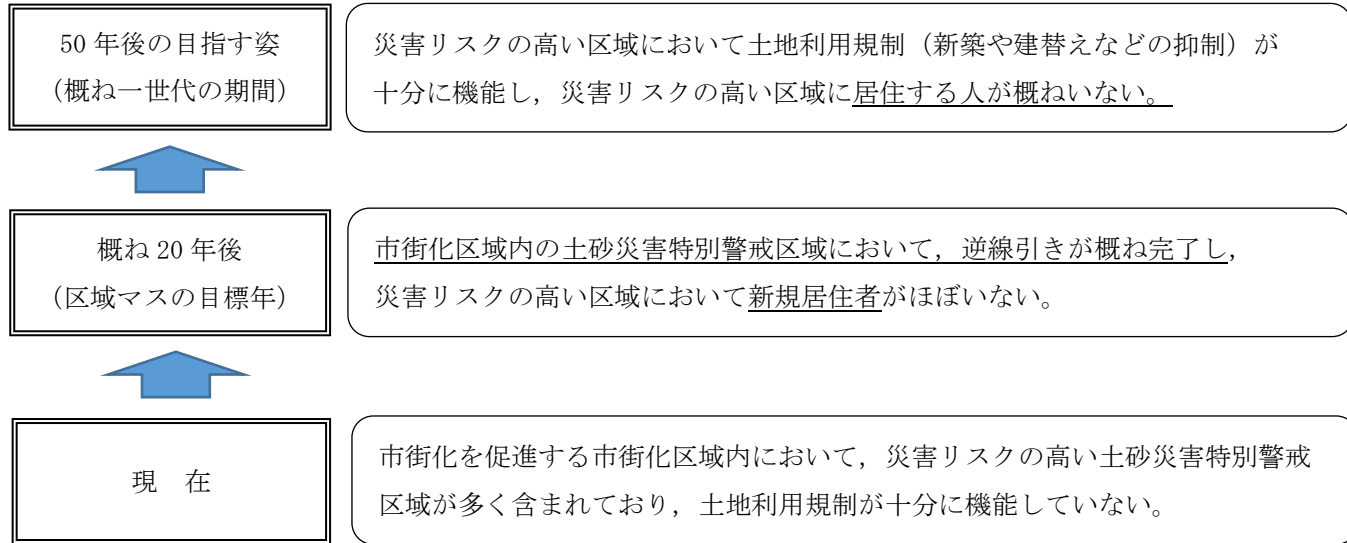 50 年後の目指す姿
（概ね一世代の期間）
災害リスクの高い区域において土地利用規制（新築や建替えなどの抑制）が
十分に機能し，災害リスクの高い区域に居住する人が概ねいない。
概ね 20 年後
（区域マスの目標年）
市街化区域内の土砂災害特別警戒区域において，逆線引きが概ね完了し，
災害リスクの高い区域において新規居住者がほぼいない。
現　在
市街化を促進する市街化区域内において，災害リスクの高い土砂災害特別警戒
区域が多く含まれており，土地利用規制が十分に機能していない。